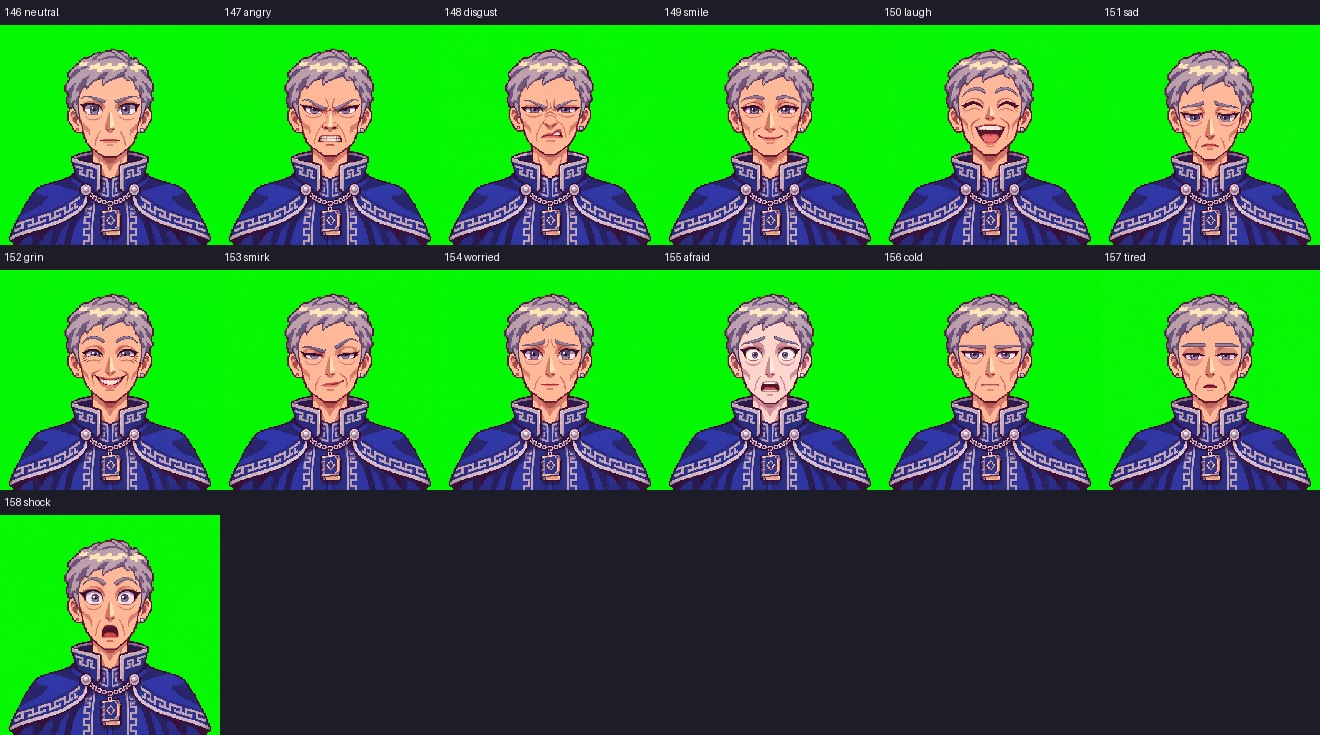 146 neutral
147 angry
148 disgust
149 smile
150 laugh
151 sad
152 grin
153 smirk
154 worried
155 afraid
156 cold
157 tired
158 shock